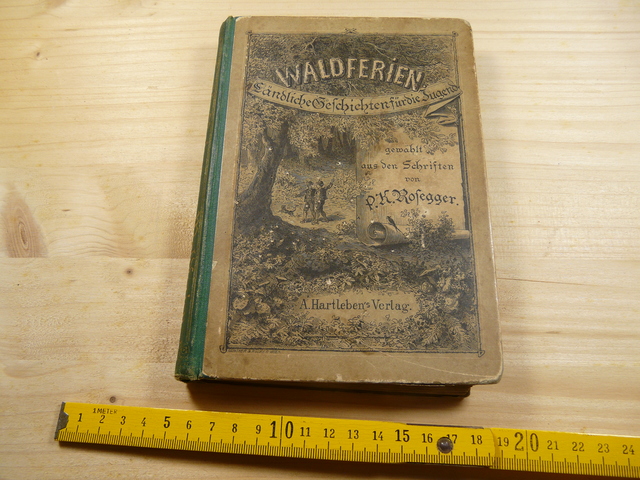 WALDFERIEN
Ländliche Geschichten für die Jugend
gewählt
aus den Schriften
von
P. K. Rosegger.
A. Hartleben's Verlag.
1 METER
1 2 3 4 5 6 7 8 9 10 11 12 13 14 15 16 17 18 19 20 21 22 23 24